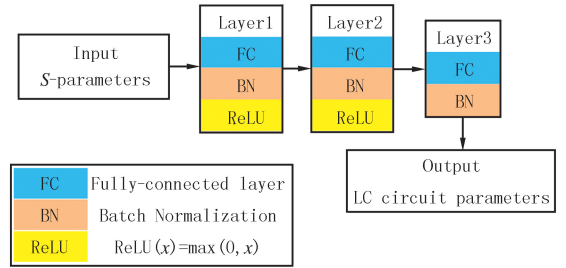 Input
S-parameters
Layer1
FC
BN
ReLU
Layer2
FC
BN
ReLU
Layer3
FC
BN
Output
LC circuit parameters
FC Fully-connected layer
BN Batch Normalization
ReLU ReLU(x)=max(0,x)